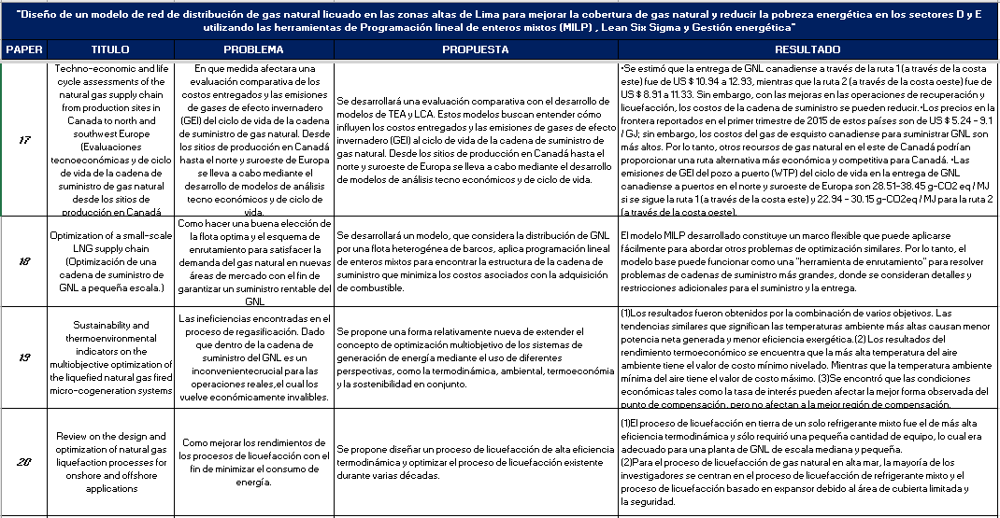 "Diseño de un modelo de red de distribución de gas natural licuado en las zonas altas de Lima para mejorar la cobertura de gas natural y reducir la pobreza energética en los sectores D y E
utilizando las herramientas de Programación lineal de enteros mixtos (MILP) , Lean Six Sigma y Gestión energética"
PAPER TITULO PROBLEMA PROPUESTA RESULTADO
17
Techno-economic and life
cycle assessments of the
natural gas supply chain
from production sites in
Canada to north and
southwest Europe
(Evaluaciones
tecnoeconómicas y de ciclo
de vida de la cadena de
suministro de gas natural
desde los sitios de
producción en Canadá
En que medida afectara una
evaluación comparativa de los
costos entregados y las emisiones
de gases de efecto invernadero
(GEI) del ciclo de vida de la cadena
de suministro de gas natural. Desde
los sitios de producción en Canadá
hasta el norte y suroeste de Europa
se lleva a cabo mediante el
desarrollo de modelos de análisis
tecno económicos y de ciclo de
vida.
Se desarrollará una evaluación comparativa con el desarrollo de
modelos de TEA y LCA. Estos modelos buscan entender cómo
influyen los costos entregados y las emisiones de gases de efecto
invernadero (GEI) al ciclo de vida de la cadena de suministro de gas
natural. Desde los sitios de producción en Canadá hasta el norte y
suroeste de Europa se lleva a cabo mediante el desarrollo de
modelos de análisis tecno económicos y de ciclo de vida.
•Se estimó que la entrega de GNL canadiense a través de la ruta 1 (a través de la costa
este) fue de US $ 10.94 a 12.93, mientras que la ruta 2 (a través de la costa oeste) fue de
US $ 8.91 a 11.33. Sin embargo, con las mejoras en las operaciones de recuperación y
licuefacción, los costos de la cadena de suministro se pueden reducir.•Los precios en la
frontera reportados en el primer trimestre de 2015 de estos países son de US $ 5.24 - 9.1
/ GJ; sin embargo, los costos del gas de esquisto canadiense para suministrar GNL son
más altos. Por lo tanto, otros recursos de gas natural en el este de Canadá podrían
proporcionar una ruta alternativa más económica y competitiva para Canadá. •Las
emisiones de GEI del pozo a puerto (WTP) del ciclo de vida en la entrega de GNL
canadiense a puertos en el norte y suroeste de Europa son 28.51-38.45 g-CO2 eq / MJ
si se sigue la ruta 1 (a través de la costa este) y 22.94 - 30.15 g-CO2eq / MJ para la ruta 2
(a través de la costa oeste).
18
Optimization of a small-scale
LNG supply chain
(Optimización de una
cadena de suministro de
GNL a pequeña escala.)
Como hacer una buena elección de
la flota optima y el esquema de
enrutamiento para satisfacer la
demanda del gas natural en nuevas
áreas de mercado con el fin de
garantizar un suministro rentable del
GNL
Se desarrollará un modelo, que considera la distribución de GNL
por una flota heterogénea de barcos, aplica programación lineal
de enteros mixtos para encontrar la estructura de la cadena de
suministro que minimiza los costos asociados con la adquisición
de combustible.
El modelo MILP desarrollado constituye un marco flexible que puede aplicarse
fácilmente para abordar otros problemas de optimización similares. Por lo tanto, el
modelo base puede funcionar como una "herramienta de enrutamiento" para resolver
problemas de cadenas de suministro más grandes, donde se consideran detalles y
restricciones adicionales para el suministro y la entrega.
19
Sustainability and
thermoenvironmental
indicators on the
multiobjective optimization of
the liquefied natural gas fired
micro-cogeneration systems
Las ineficiencias encontradas en el
proceso de regasificación. Dado
que dentro de la cadena de
suministro del GNL es un
inconvenientecrucial para las
operaciones reales,el cual los
vuelve económicamente invalibles.
Se propone una forma relativamente nueva de extender el
concepto de optimización multiobjetivo de los sistemas de
generación de energía mediante el uso de diferentes
perspectivas, como la termodinámica, ambiental, termoeconomía
y la sostenibilidad en conjunto.
(1)Los resultados fueron obtenidos por la combinación de varios objetivos. Las
tendencias similares que significan las temperaturas ambiente más altas causan menor
potencia neta generada y menor eficiencia exergética.(2) Los resultados del
rendimiento termoeconómico se encuentra que la más alta temperatura del aire
ambiente tiene el valor de costo mínimo nivelado. Mientras que la temperatura ambiente
mínima del aire tiene el valor de costo máximo. (3)Se encontró que las condiciones
económicas tales como la tasa de interés pueden afectar la mejor forma observada del
punto de compensación, pero no afectan a la mejor región de compensación.
20
Review on the design and
optimization of natural gas
liquefaction processes for
onshore and offshore
applications
Como mejorar los rendimientos de
los procesos de licuefacción con el
fin de minimizar el consumo de
energía.
Se propone diseñar un proceso de licuefacción de alta eficiencia
termodinámica y optimizar el proceso de licuefacción existente
durante varias décadas.
(1)El proceso de licuefacción en tierra de un solo refrigerante mixto fue el de más alta
eficiencia termodinámica y sólo requirió una pequeña cantidad de equipo, lo cual era
adecuado para una planta de GNL de escala mediana y pequeña.
(2)Para el proceso de licuefacción de gas natural en alta mar, la mayoría de los
investigadores se centran en el proceso de licuefacción de refrigerante mixto y el
proceso de licuefacción basado en expansor debido al área de cubierta limitada y
la seguridad.